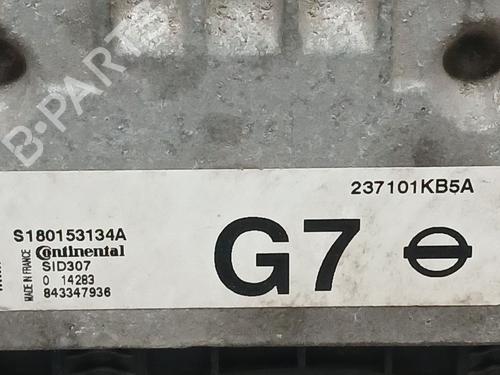 B-PARTS
237101KB5A
S180153134A
Continental
SID307
0 14283
843347936
MADE IN FRANCE
G7